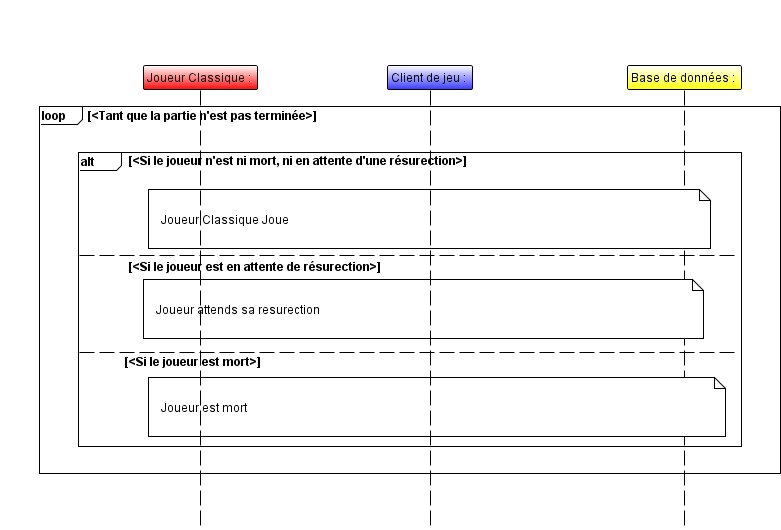 Joueur Classique :
Client de jeu :
Base de données :
loop
[<Tant que la partie n'est pas terminée>]
alt
[<Si le joueur n'est ni mort, ni en attente d'une résurection>]
Joueur Classique Joue
[<Si le joueur est en attente de résurection>]
Joueur attends sa resurection
[<Si le joueur est mort>]
Joueur est mort